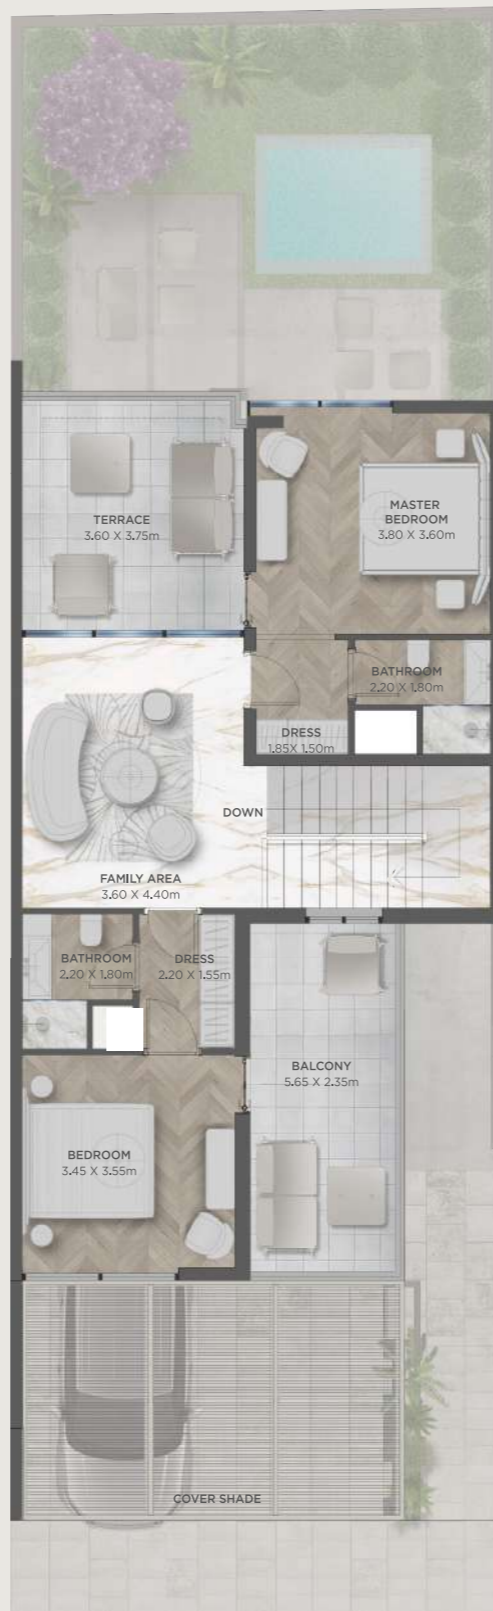 TERRACE
3.60 X 3.75m
MASTER
BEDROOM
3.80 X 3.60m
BATHROOM
2.20 X 1.80m
DRESS
1.85X 1.50m
DOWN
FAMILY AREA
3.60 X 4.40m
BATHROOM
2.20 X 1.80m
DRESS
2.20 X 1.55m
BALCONY
5.65 X 2.35m
BEDROOM
3.45 X 3.55m
COVER SHADE